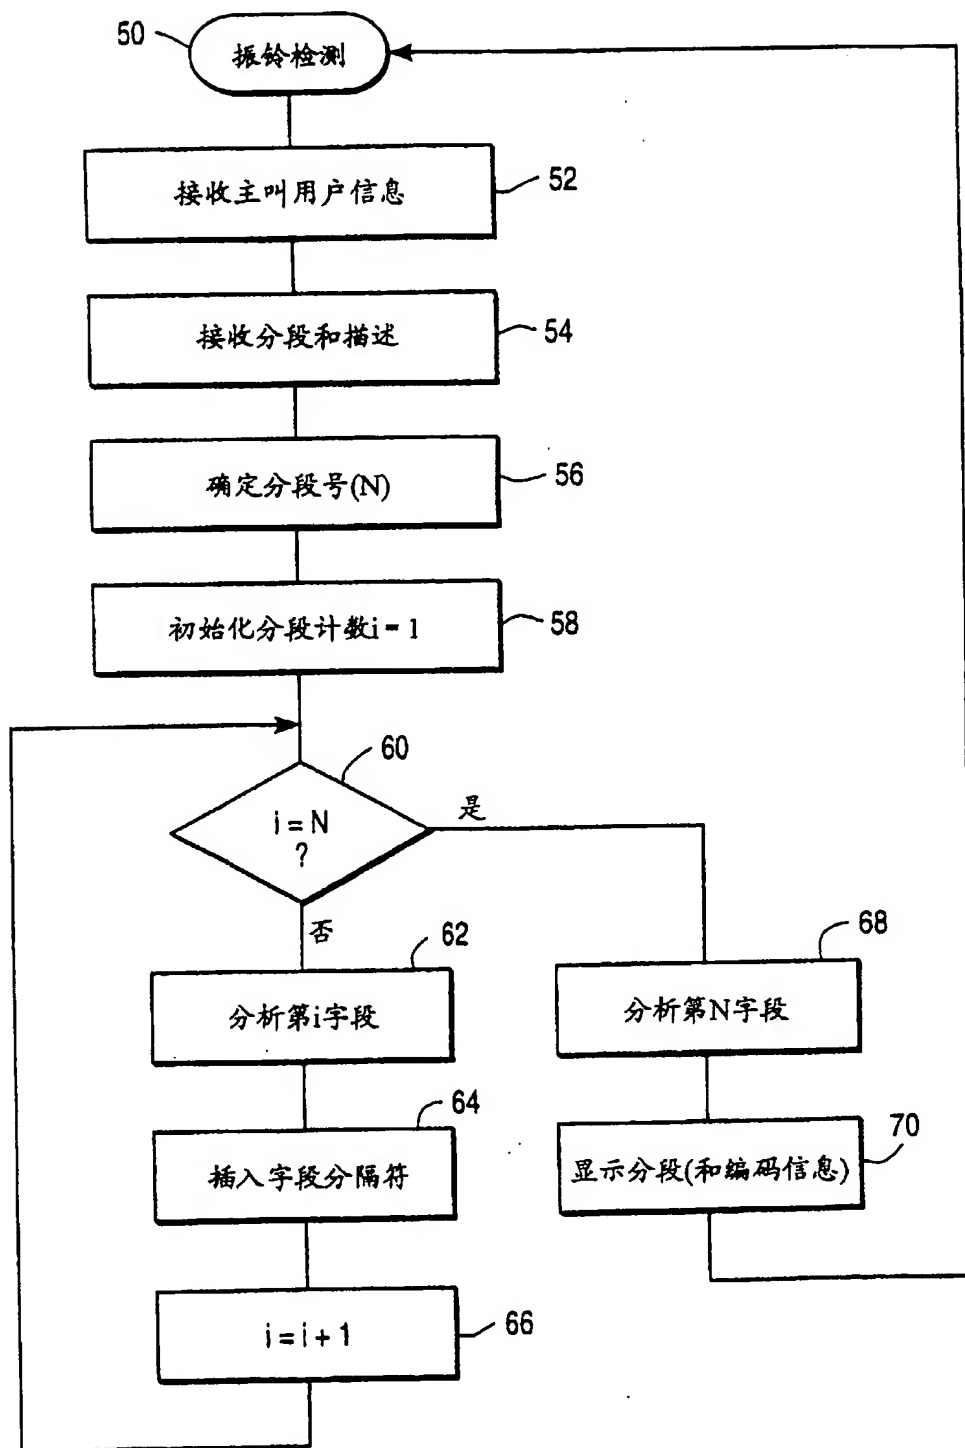 50
振铃检测
接收主叫用户信息
52
接收分段和描述
54
确定分段号(N)
56
初始化分段计数i = 1
58
60
i = N
?
是
否
62
分析第i字段
68
分析第N字段
64
插入字段分隔符
70
显示分段(和编码信息)
i = i + 1
66